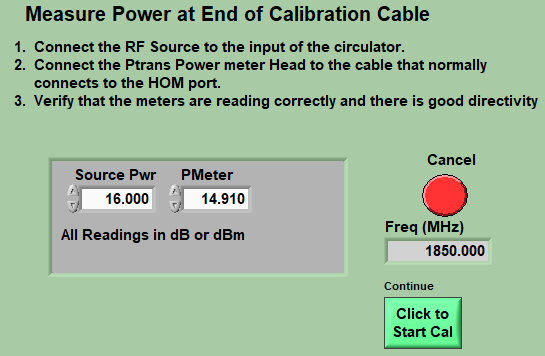 Measure Power at End of Calibration Cable
1. Connect the RF Source to the input of the circulator.
2. Connect the Ptrans Power meter Head to the cable that normally
connects to the HOM port.
3. Verify that the meters are reading correctly and there is good directivity
Source Pwr PMeter
16.000 14.910
All Readings in dB or dBm
Cancel
Freq (MHz)
1850.000
Continue
Click to
Start Cal